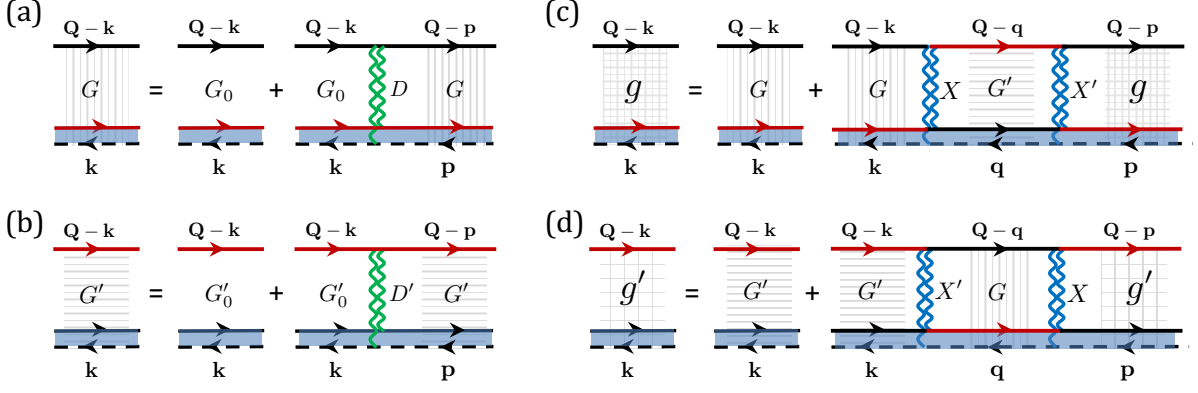 (a)
Q − k Q − k Q − k Q − p
G = G₀ + G₀ D G
k k k p
(b)
Q − k Q − k Q − k Q − p
G′ = G′₀ + G′₀ D′ G′
k k k p
(c)
Q − k Q − k Q − k Q − q Q − p
g = G + G X G′ X′ g
k k k q p
(d)
Q − k Q − k Q − k Q − q Q − p
g′ = G′ + G′ X′ G X g′
k k k q p